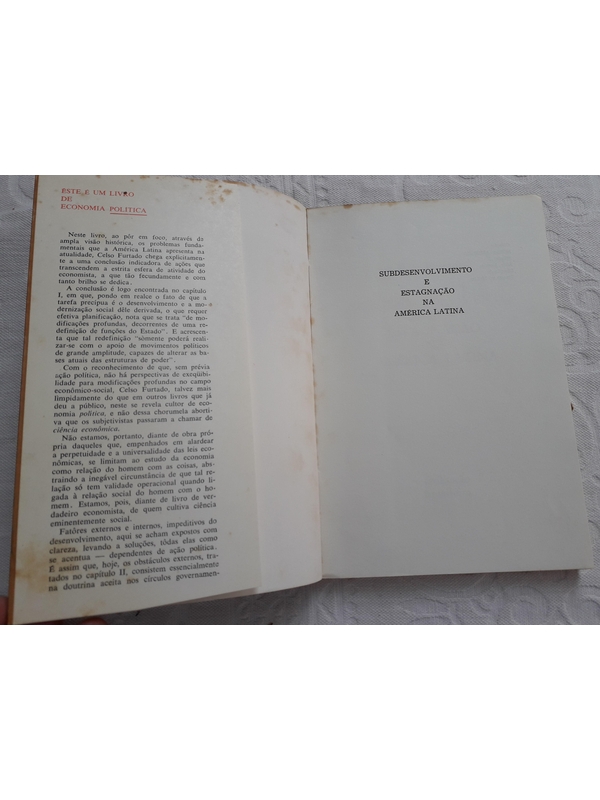 ESTE É UM LIVRO
DE
ECONOMIA POLITICA
Neste livro, ao pôr em foco, através de
ampla visão histórica, os problemas funda-
mentais que a América Latina apresenta na
atualidade, Celso Furtado chega explicitamen-
te a uma conclusão indicadora de ações que
transcendem a estrita esfera de atividade do
economista, a que tão fecundamente e com
tanto brilho se dedica.
A conclusão é logo encontrada no capítulo
I, em que, pondo em realce o fato de que a
tarefa precípua é o desenvolvimento e a mo-
dernização social dêle derivada, o que requer
efetiva planificação, nota que se trata "de mo-
dificações profundas, decorrentes de uma re-
definição de funções do Estado". E acrescen-
ta que tal redefinição "sòmente poderá reali-
zar-se com o apoio de movimentos políticos
de grande amplitude, capazes de alterar as ba-
ses atuais das estruturas de poder".
Com o reconhecimento de que, sem prévia
ação política, não há perspectivas de exeqüibi-
lidade para modificações profundas no campo
econômico-social, Celso Furtado, talvez mais
limpidamente do que em outros livros que já
deu a público, neste se revela cultor de eco-
nomia política, e não dessa chorumela aborti-
va que os subjetivistas passaram a chamar de
ciência econômica.
Não estamos, portanto, diante de obra pró-
pria daqueles que, empenhados em alardear
a perpetuidade e a universalidade das leis eco-
nômicas, se limitam ao estudo da economia
como relação do homem com as coisas, abs-
traindo a inegável circunstância de que tal re-
lação só tem validade operacional quando li-
gada à relação social do homem com o ho-
mem. Estamos, pois, diante de livro de ver-
dadeiro economista, de quem cultiva ciência
eminentemente social.
Fatôres externos e internos, impeditivos do
desenvolvimento, aqui se acham expostos com
clareza, levando a soluções, tôdas elas como
se acentua — dependentes de ação política.
É assim que, hoje, os obstáculos externos, tra-
tados no capítulo II, consistem essencialmente
na doutrina aceita nos círculos governamen-
SUBDESENVOLVIMENTO
E
ESTAGNAÇÃO
NA
AMÉRICA LATINA